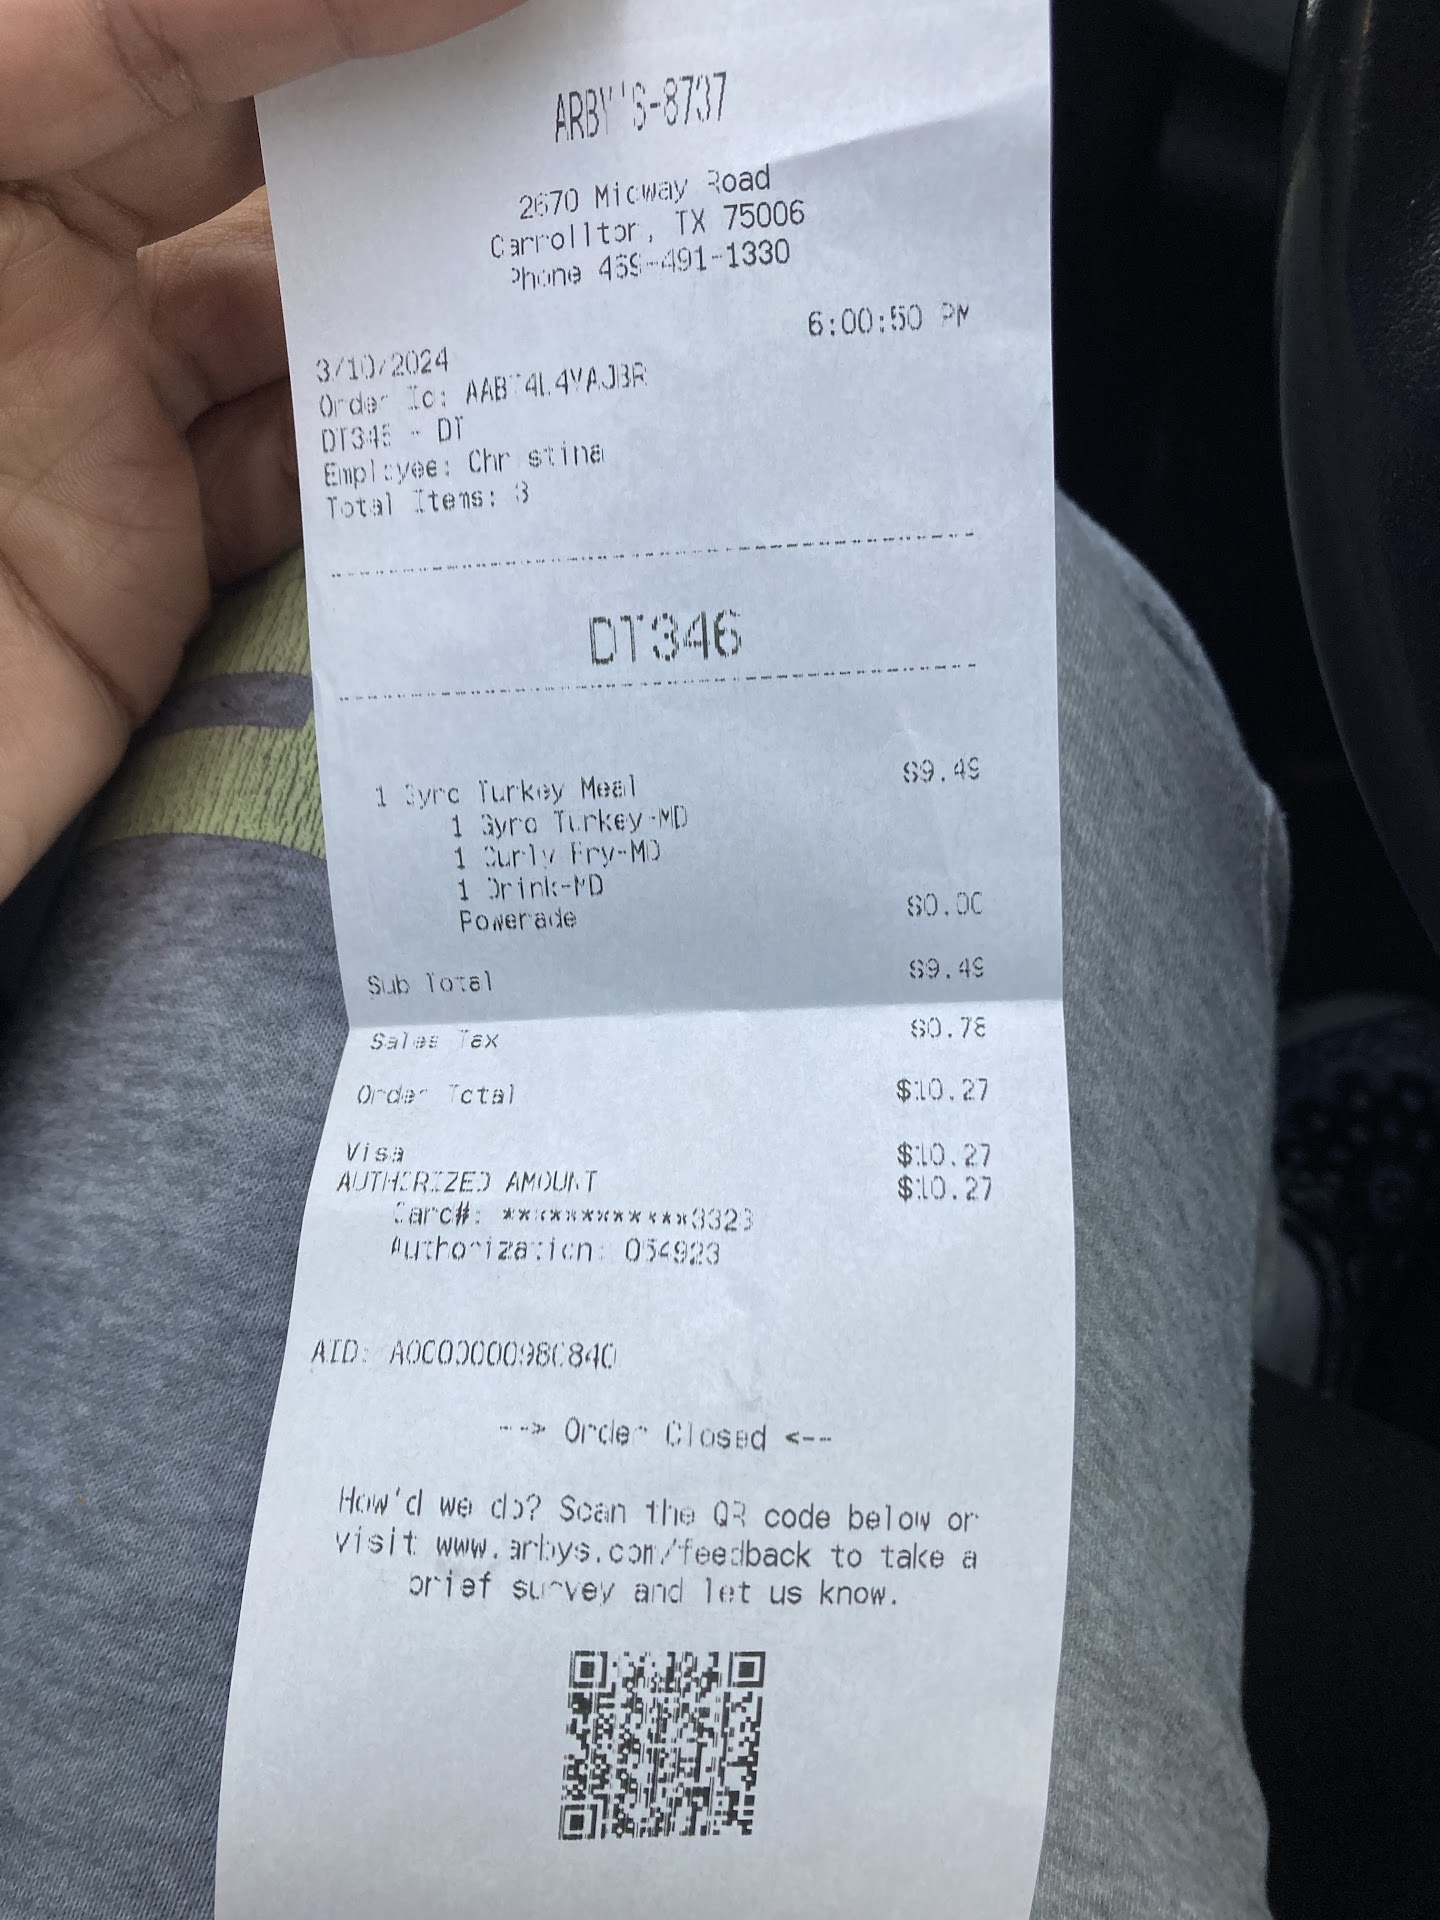 ARBY'S-8737
2670 Midway Road
Carrollton, TX 75006
Phone 469-491-1330
6:00:50 PM
3/10/2024
Order Id:
DT346 - DT
Employee: Christina
Total Items: 3
DT346
1 Gyro Turkey Meal $9.49
1 Gyro Turkey-MD
1 Curly Fry-MD
1 Drink-MD
Powerade $0.00
Sub Total $9.49
Sales Tax $0.78
Order Total $10.27
Visa $10.27
AUTHORIZED AMOUNT $10.27
Card#: ************3323
Authorization: 054923
AID: A0000000980840
--> Order Closed <--
How'd we do? Scan the QR code below or
visit www.arbys.com/feedback to take a
brief survey and let us know.